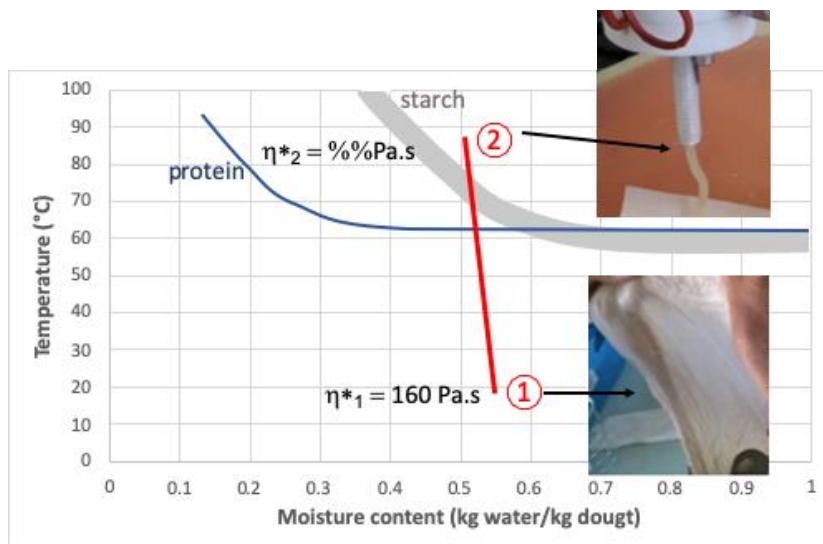 100
90
80
70
60
50
40
30
20
10
0
Temperature (°C)
starch
②
η*₂ = %%Pa.s
protein
η*₁ = 160 Pa.s
①
0 0.1 0.2 0.3 0.4 0.5 0.6 0.7 0.8 0.9 1
Moisture content (kg water/kg dougt)